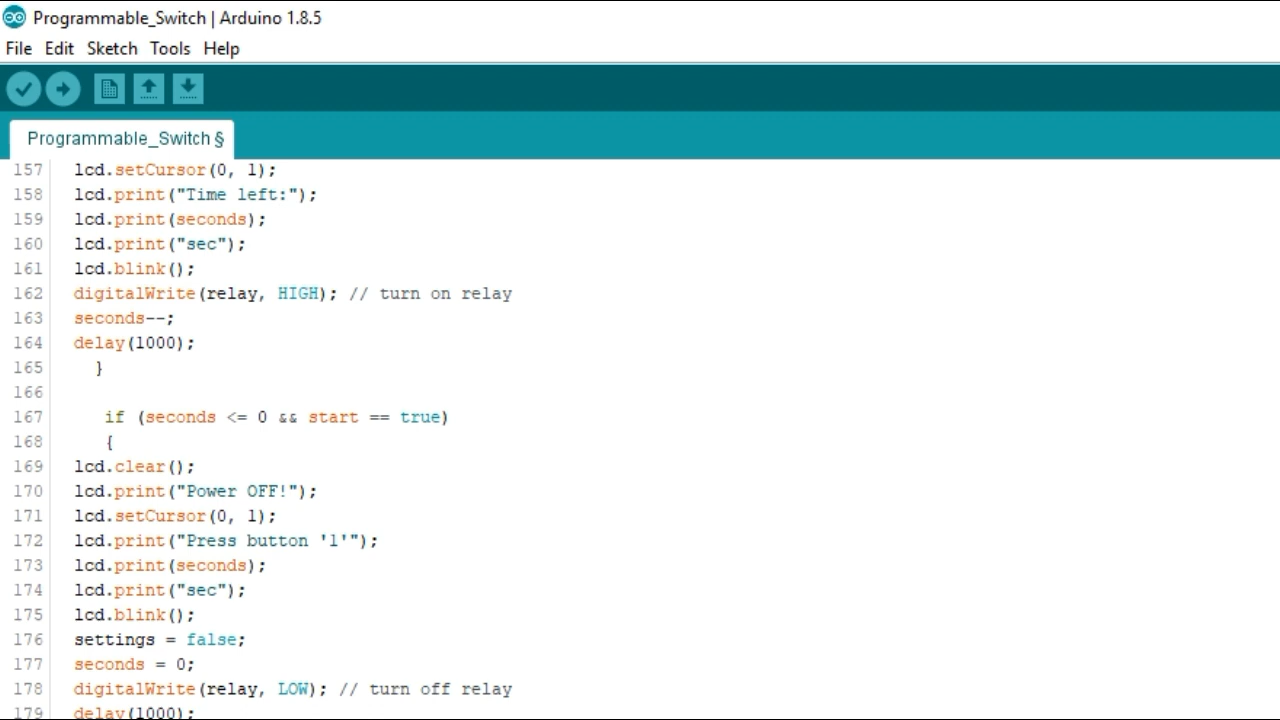 Programmable_Switch | Arduino 1.8.5
File Edit Sketch Tools Help
Programmable_Switch §
157 lcd.setCursor(0, 1);
158 lcd.print("Time left:");
159 lcd.print(seconds);
160 lcd.print("sec");
161 lcd.blink();
162 digitalWrite(relay, HIGH); // turn on relay
163 seconds--;
164 delay(1000);
165 }
166
167 if (seconds <= 0 && start == true)
168 {
169 lcd.clear();
170 lcd.print("Power OFF!");
171 lcd.setCursor(0, 1);
172 lcd.print("Press button '1'");
173 lcd.print(seconds);
174 lcd.print("sec");
175 lcd.blink();
176 settings = false;
177 seconds = 0;
178 digitalWrite(relay, LOW); // turn off relay
179 delay(1000);